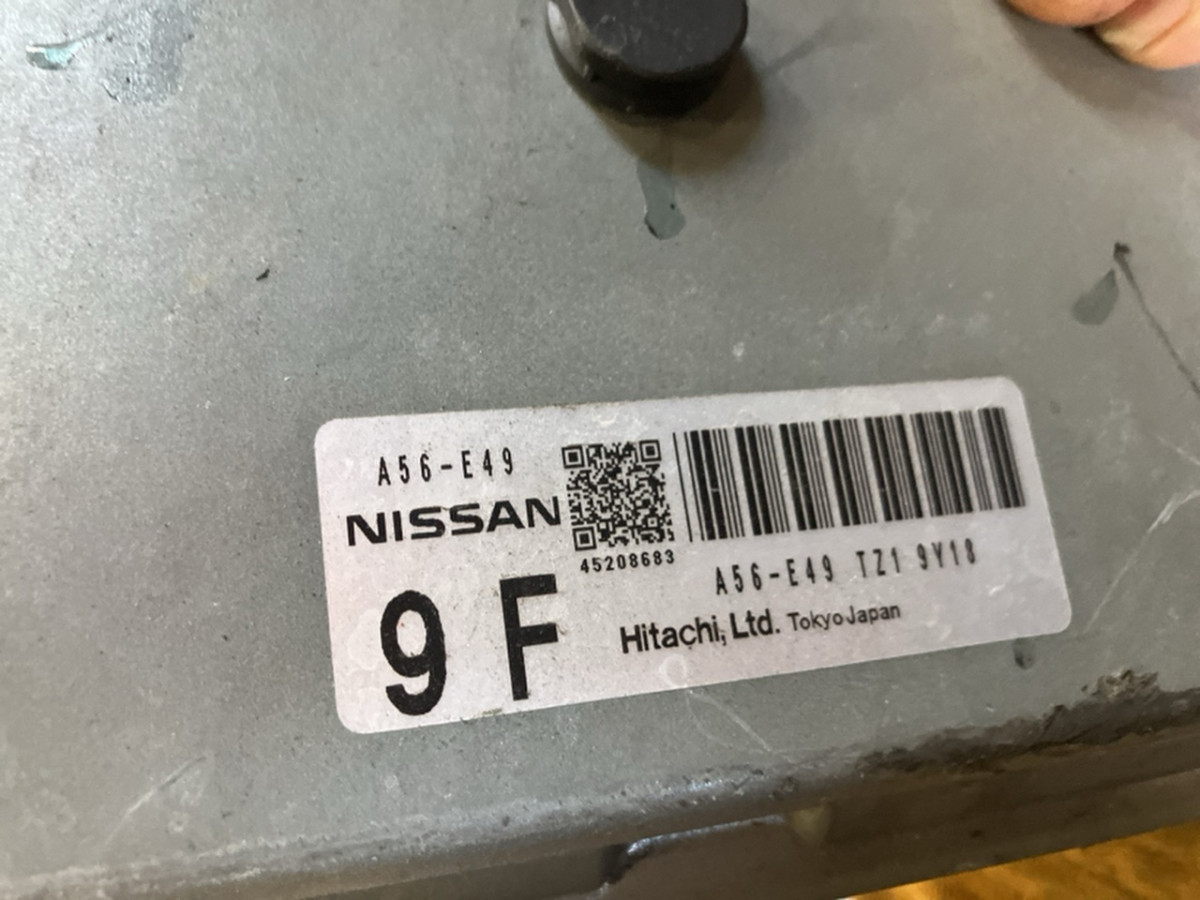 A56-E49
NISSAN
45208683
9 F
A56-E49 TZ1 9Y18
Hitachi, Ltd. Tokyo Japan